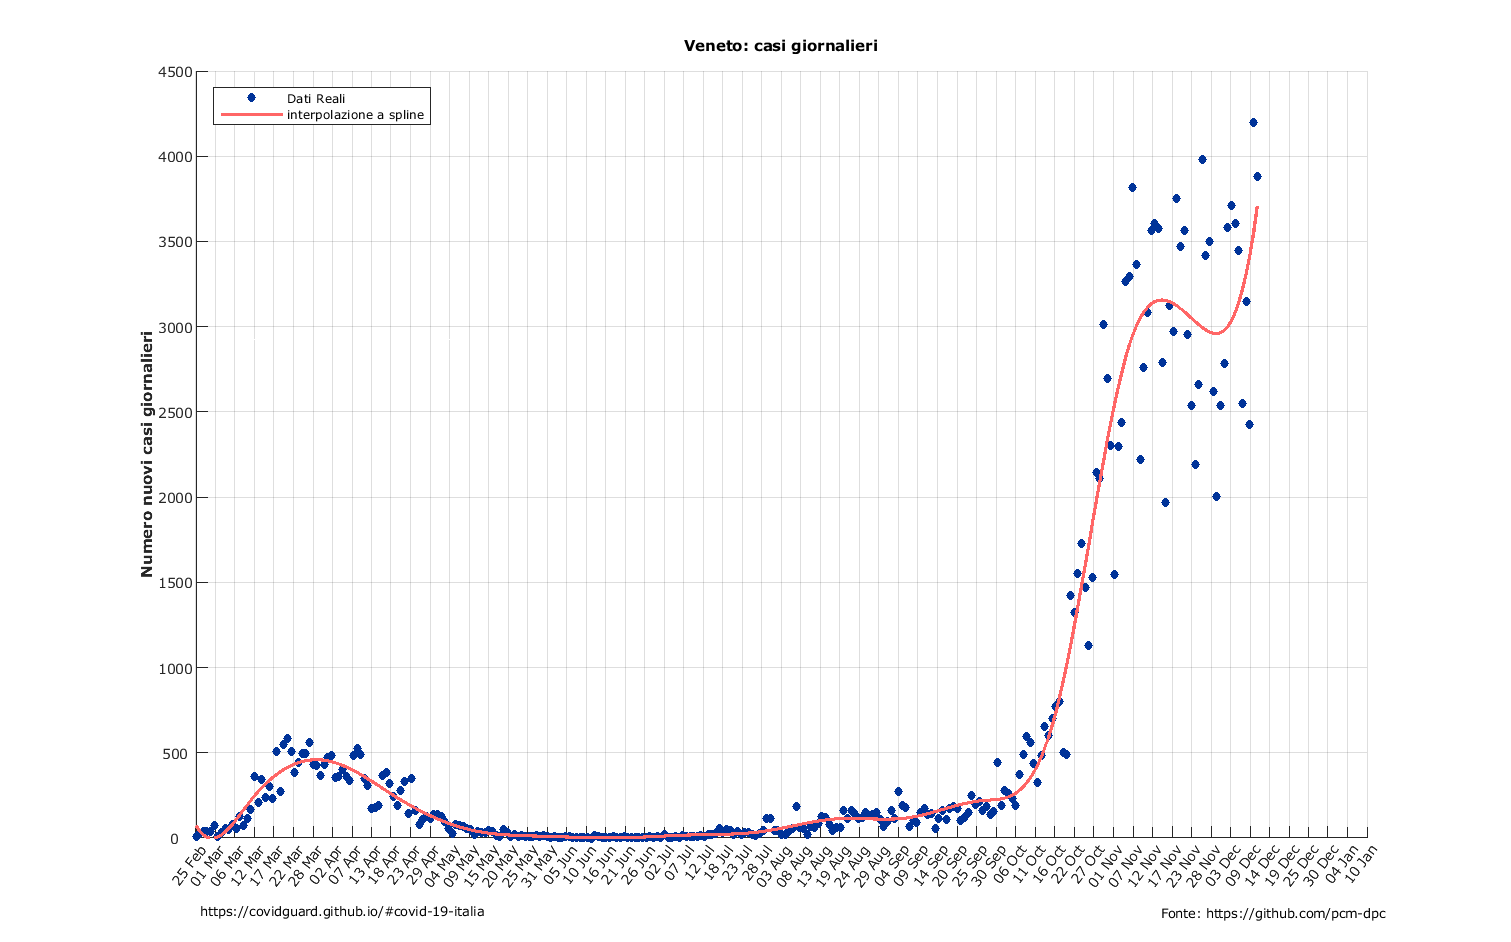 Veneto: casi giornalieri
Dati Reali
interpolazione a spline
Numero nuovi casi giornalieri
4500
4000
3500
3000
2500
2000
1500
1000
500
0
25 Feb
01 Mar
06 Mar
12 Mar
17 Mar
22 Mar
28 Mar
02 Apr
07 Apr
13 Apr
18 Apr
23 Apr
29 Apr
04 May
09 May
15 May
20 May
25 May
31 May
05 Jun
10 Jun
16 Jun
21 Jun
26 Jun
02 Jul
07 Jul
12 Jul
18 Jul
23 Jul
28 Jul
03 Aug
08 Aug
13 Aug
19 Aug
24 Aug
29 Aug
04 Sep
09 Sep
14 Sep
20 Sep
25 Sep
30 Sep
06 Oct
11 Oct
16 Oct
22 Oct
27 Oct
01 Nov
07 Nov
12 Nov
17 Nov
23 Nov
28 Nov
03 Dec
09 Dec
14 Dec
19 Dec
25 Dec
30 Dec
04 Jan
10 Jan
https://covidguard.github.io/#covid-19-italia
Fonte: https://github.com/pcm-dpc